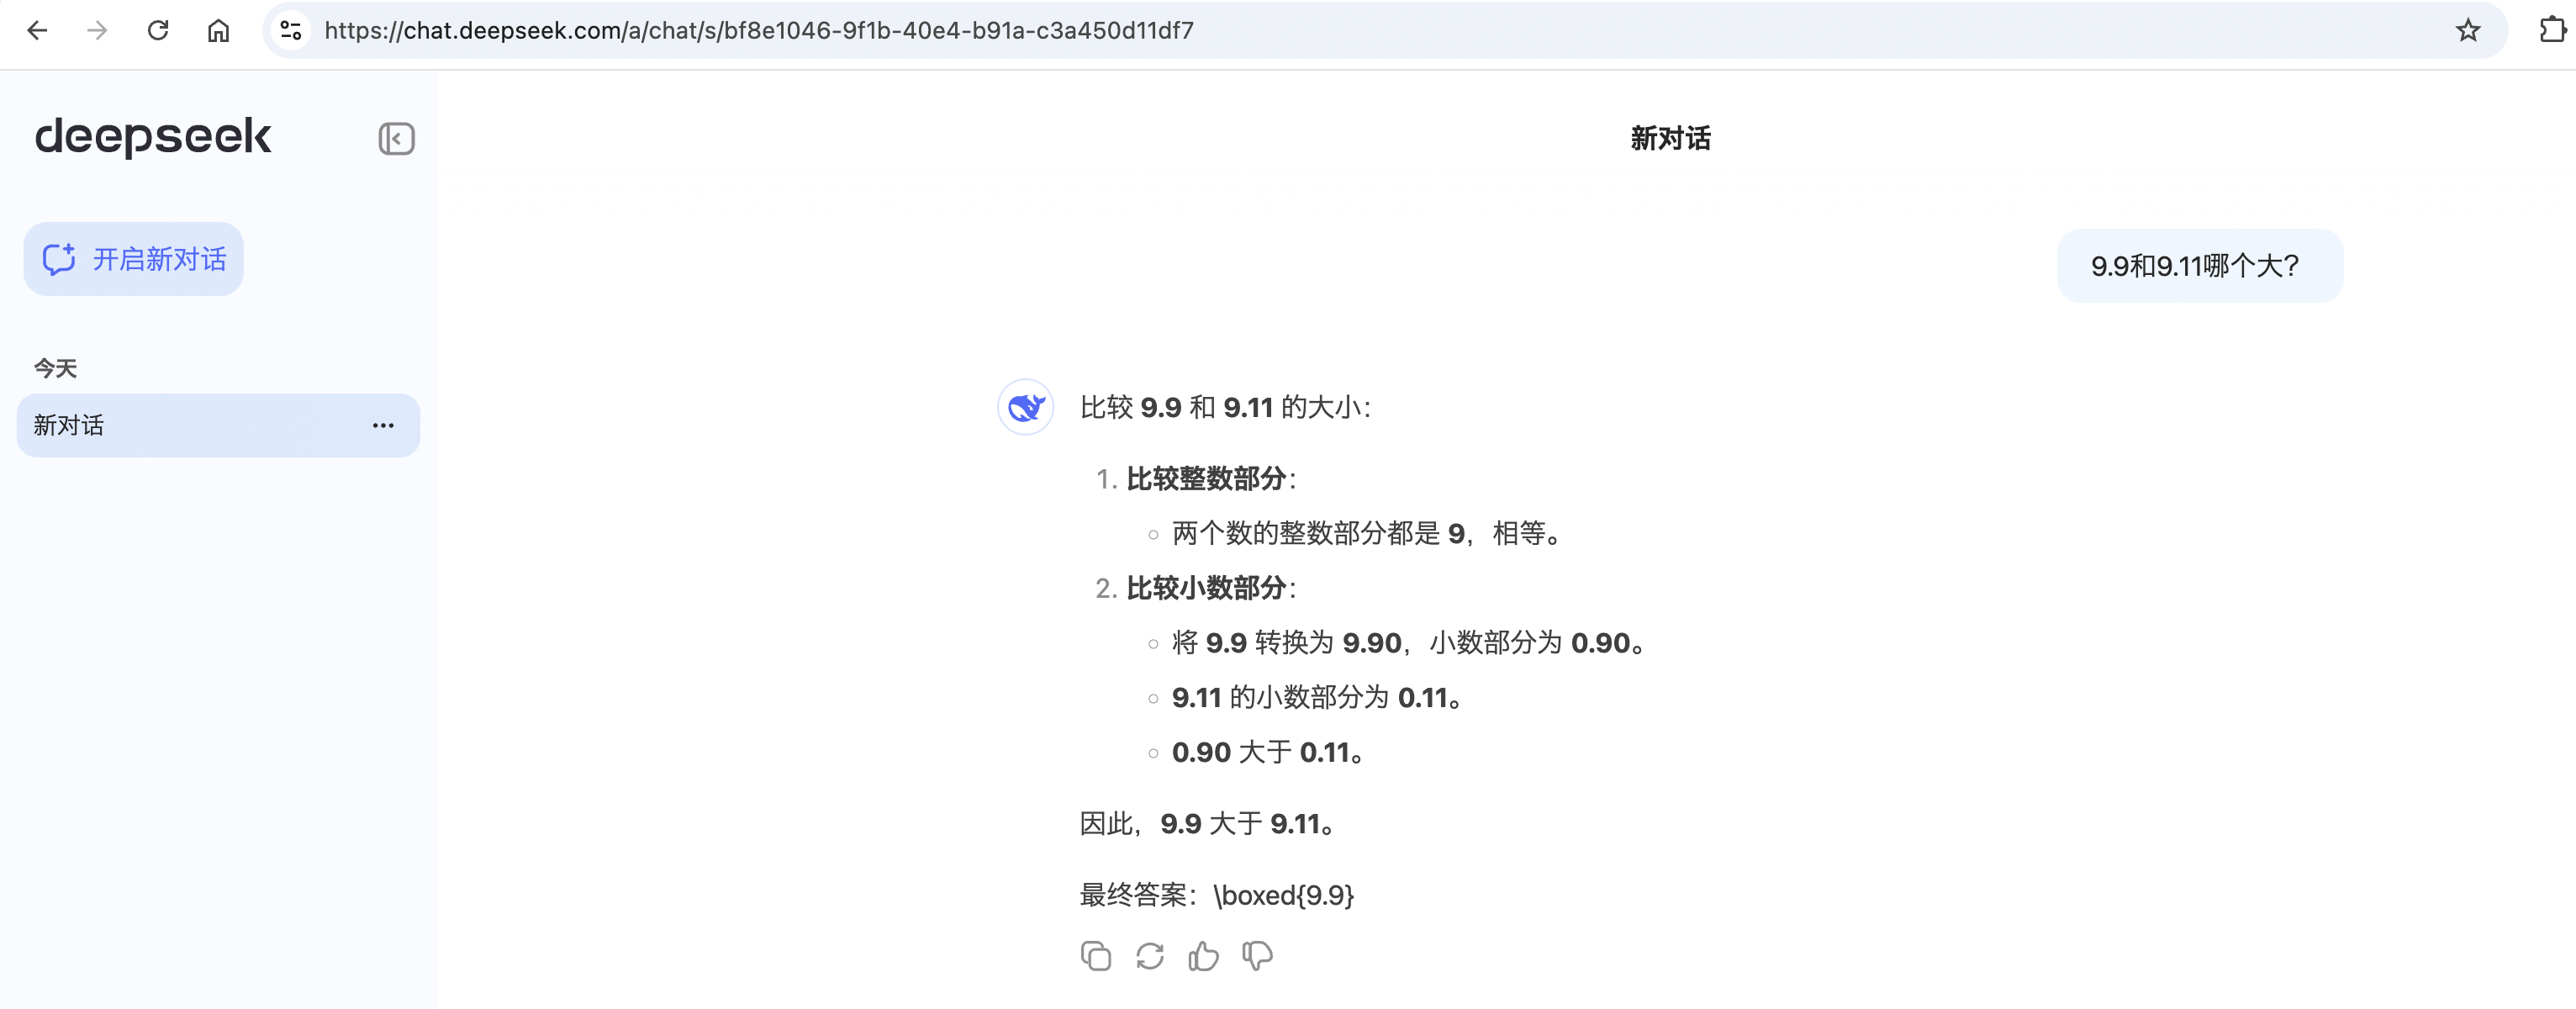 https://chat.deepseek.com/a/chat/s/bf8e1046-9f1b-40e4-b91a-c3a450d11df7
deepseek
开启新对话
今天
新对话
新对话
9.9和9.11哪个大？
比较 9.9 和 9.11 的大小：
1. 比较整数部分：
两个数的整数部分都是 9，相等。
2. 比较小数部分：
将 9.9 转换为 9.90，小数部分为 0.90。
9.11 的小数部分为 0.11。
0.90 大于 0.11。
因此，9.9 大于 9.11。
最终答案：\boxed{9.9}